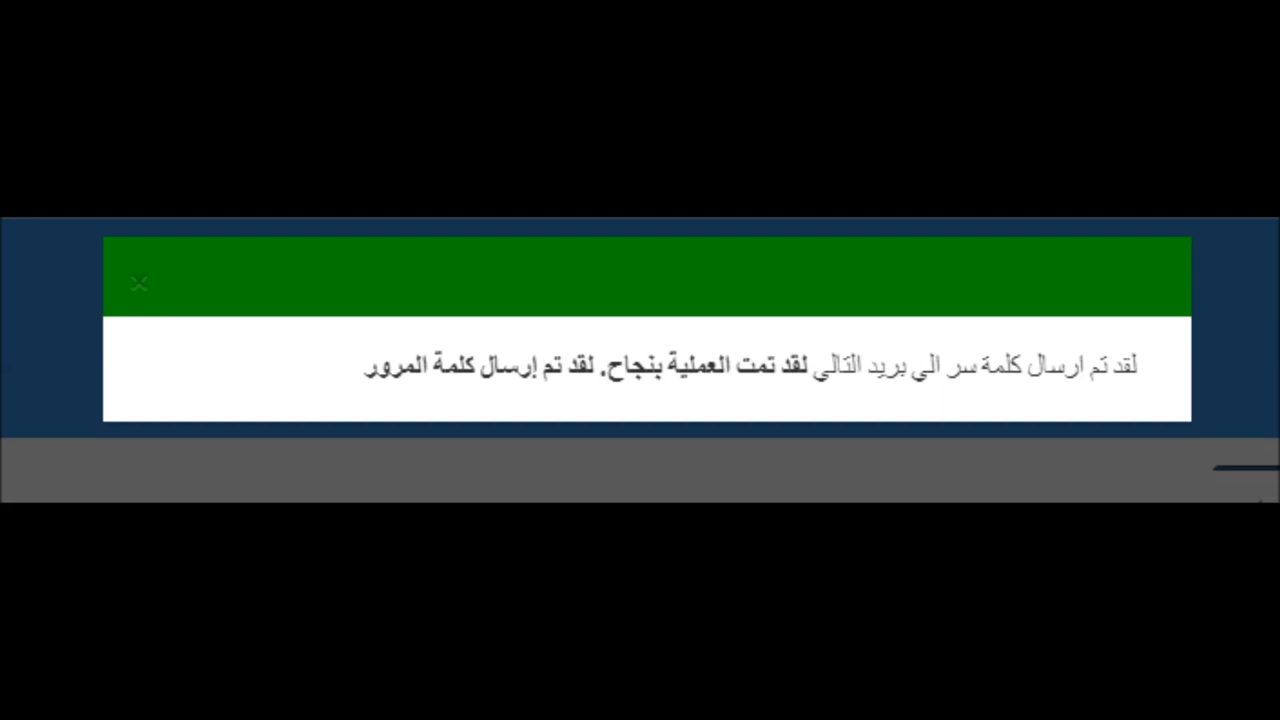 لقد تم ارسال كلمة سر الي بريد التالي لقد تمت العملية بنجاح. لقد تم إرسال كلمة المرور